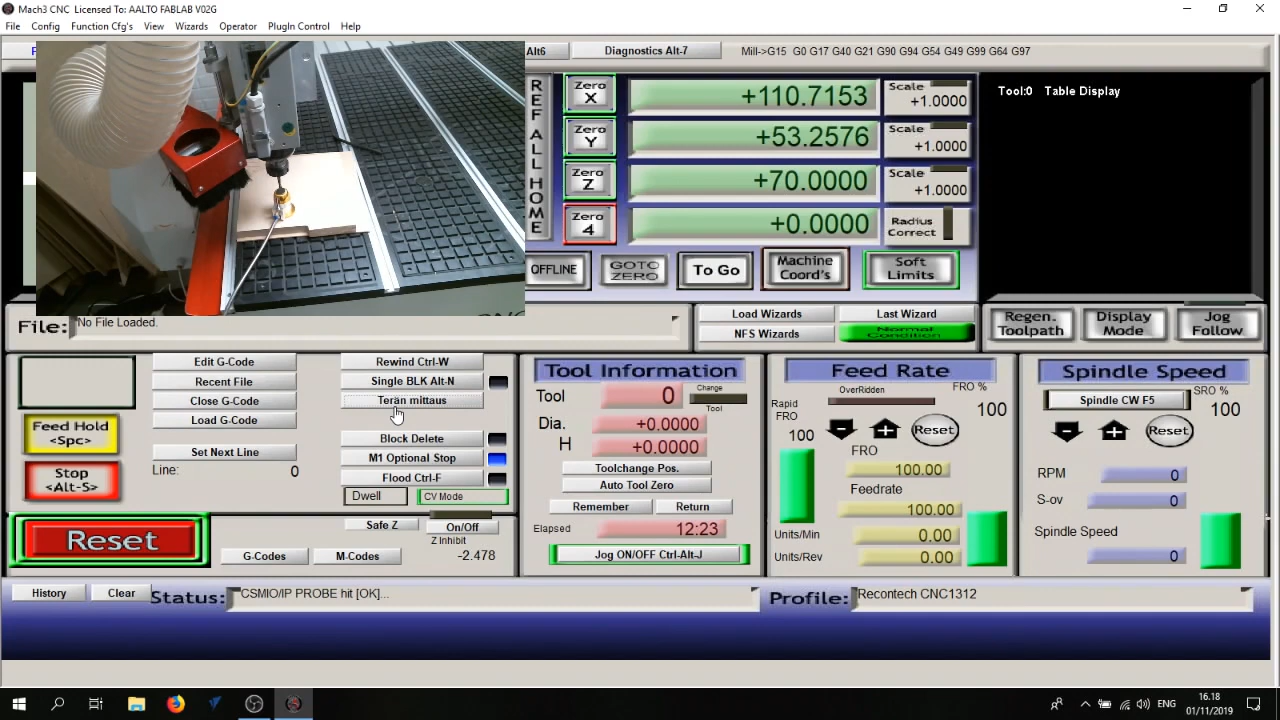 Mach3 CNC Licensed To: AALTO FABLAB V02G
File Config Function Cfg's View Wizards Operator PlugIn Control Help
Alt6 Diagnostics Alt-7 Mill->G15 G0 G17 G40 G21 G90 G94 G54 G49 G99 G64 G97
REF ALL HOME
Zero X +110.7153 Scale +1.0000
Zero Y +53.2576 Scale +1.0000
Zero Z +70.0000 Scale +1.0000
Zero 4 +0.0000 Radius Correct
OFFLINE GOTO ZERO To Go Machine Coord's Soft Limits
Tool:0 Table Display
File: No File Loaded.
Load Wizards Last Wizard
NFS Wizards Normal Condition
Regen. Toolpath Display Mode Jog Follow
Edit G-Code Rewind Ctrl-W
Recent File Single BLK Alt-N
Close G-Code Terän mittaus
Load G-Code
Block Delete
Set Next Line M1 Optional Stop
Line: 0 Flood Ctrl-F
Dwell CV Mode
Feed Hold
<Spc>
Stop
<Alt-S>
Reset
Safe Z On/Off
Z Inhibit
G-Codes M-Codes -2.478
Tool Information
Tool 0 Change Tool
Dia. +0.0000
H +0.0000
Toolchange Pos.
Auto Tool Zero
Remember Return
Elapsed 12:23
Jog ON/OFF Ctrl-Alt-J
Feed Rate
OverRidden FRO %
Rapid FRO 100
100
Reset
FRO
100.00
Feedrate
100.00
Units/Min 0.00
Units/Rev 0.00
Spindle Speed
Spindle CW F5 SRO %
100
Reset
RPM 0
S-ov 0
Spindle Speed
0
History Clear Status: CSMIO/IP PROBE hit [OK]... Profile: Recontech CNC1312
ENG 16.18
01/11/2019